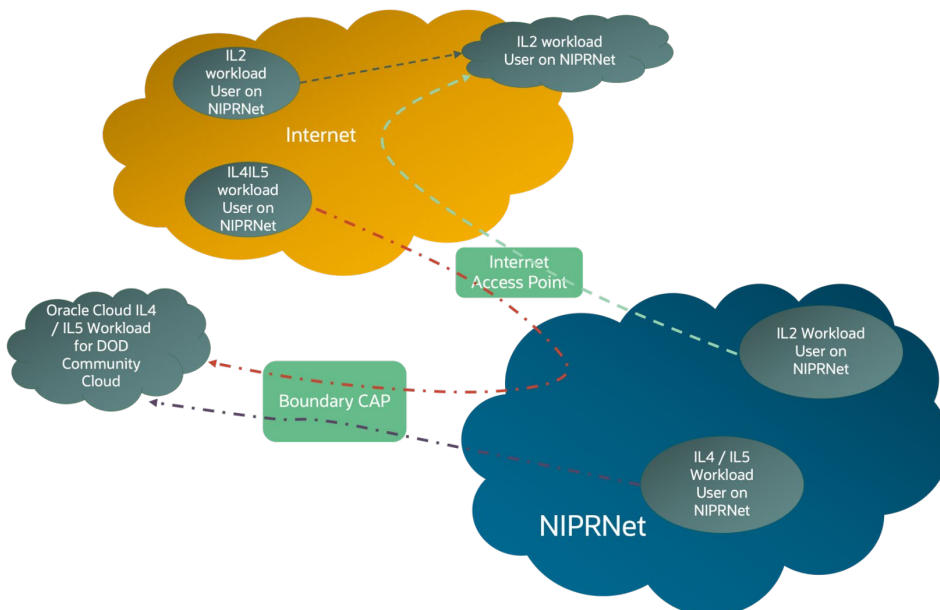 IL2
workload
User on
NIPRNet
IL2 workload
User on NIPRNet
Internet
IL4IL5
workload
User on
NIPRNet
Internet
Access Point
Oracle Cloud IL4
/ IL5 Workload
for DOD
Community
Cloud
IL2 Workload
User on
NIPRNet
Boundary CAP
IL4 / IL5
Workload
User on
NIPRNet
NIPRNet